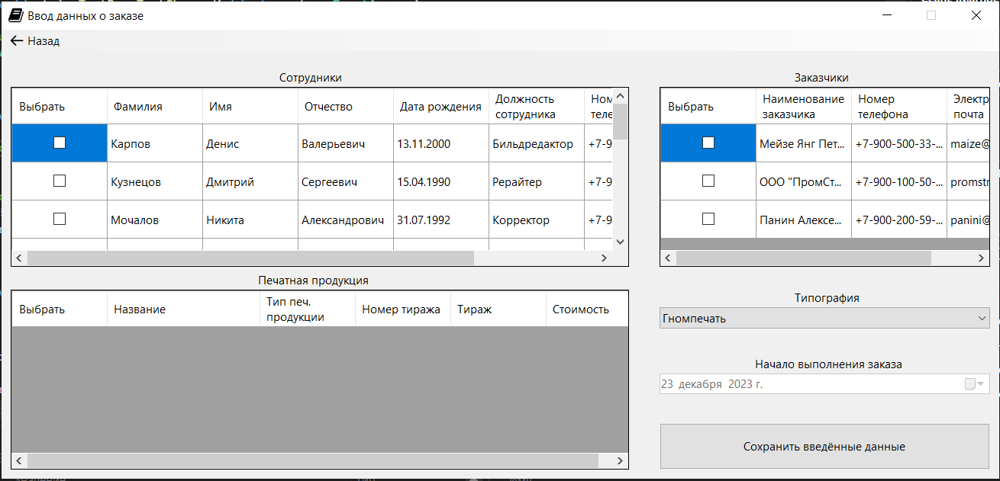 Ввод данных о заказе
Назад
Сотрудники
Выбрать Фамилия Имя Отчество Дата рождения Должность сотрудника Ном теле
Карпов Денис Валерьевич 13.11.2000 Бильдредактор +7-9
Кузнецов Дмитрий Сергеевич 15.04.1990 Рерайтер +7-9
Мочалов Никита Александрович 31.07.1992 Корректор +7-9
Заказчики
Выбрать Наименование заказчика Номер телефона Электр почта
Мейзе Янг Пет... +7-900-500-33-... maize@
ООО "ПромСт... +7-900-100-50-... promstr
Панин Алексе... +7-900-200-59-... panini@
Печатная продукция
Выбрать Название Тип печ. продукции Номер тиража Тираж Стоимость
Типография
Гномпечать
Начало выполнения заказа
23 декабря 2023 г.
Сохранить введённые данные